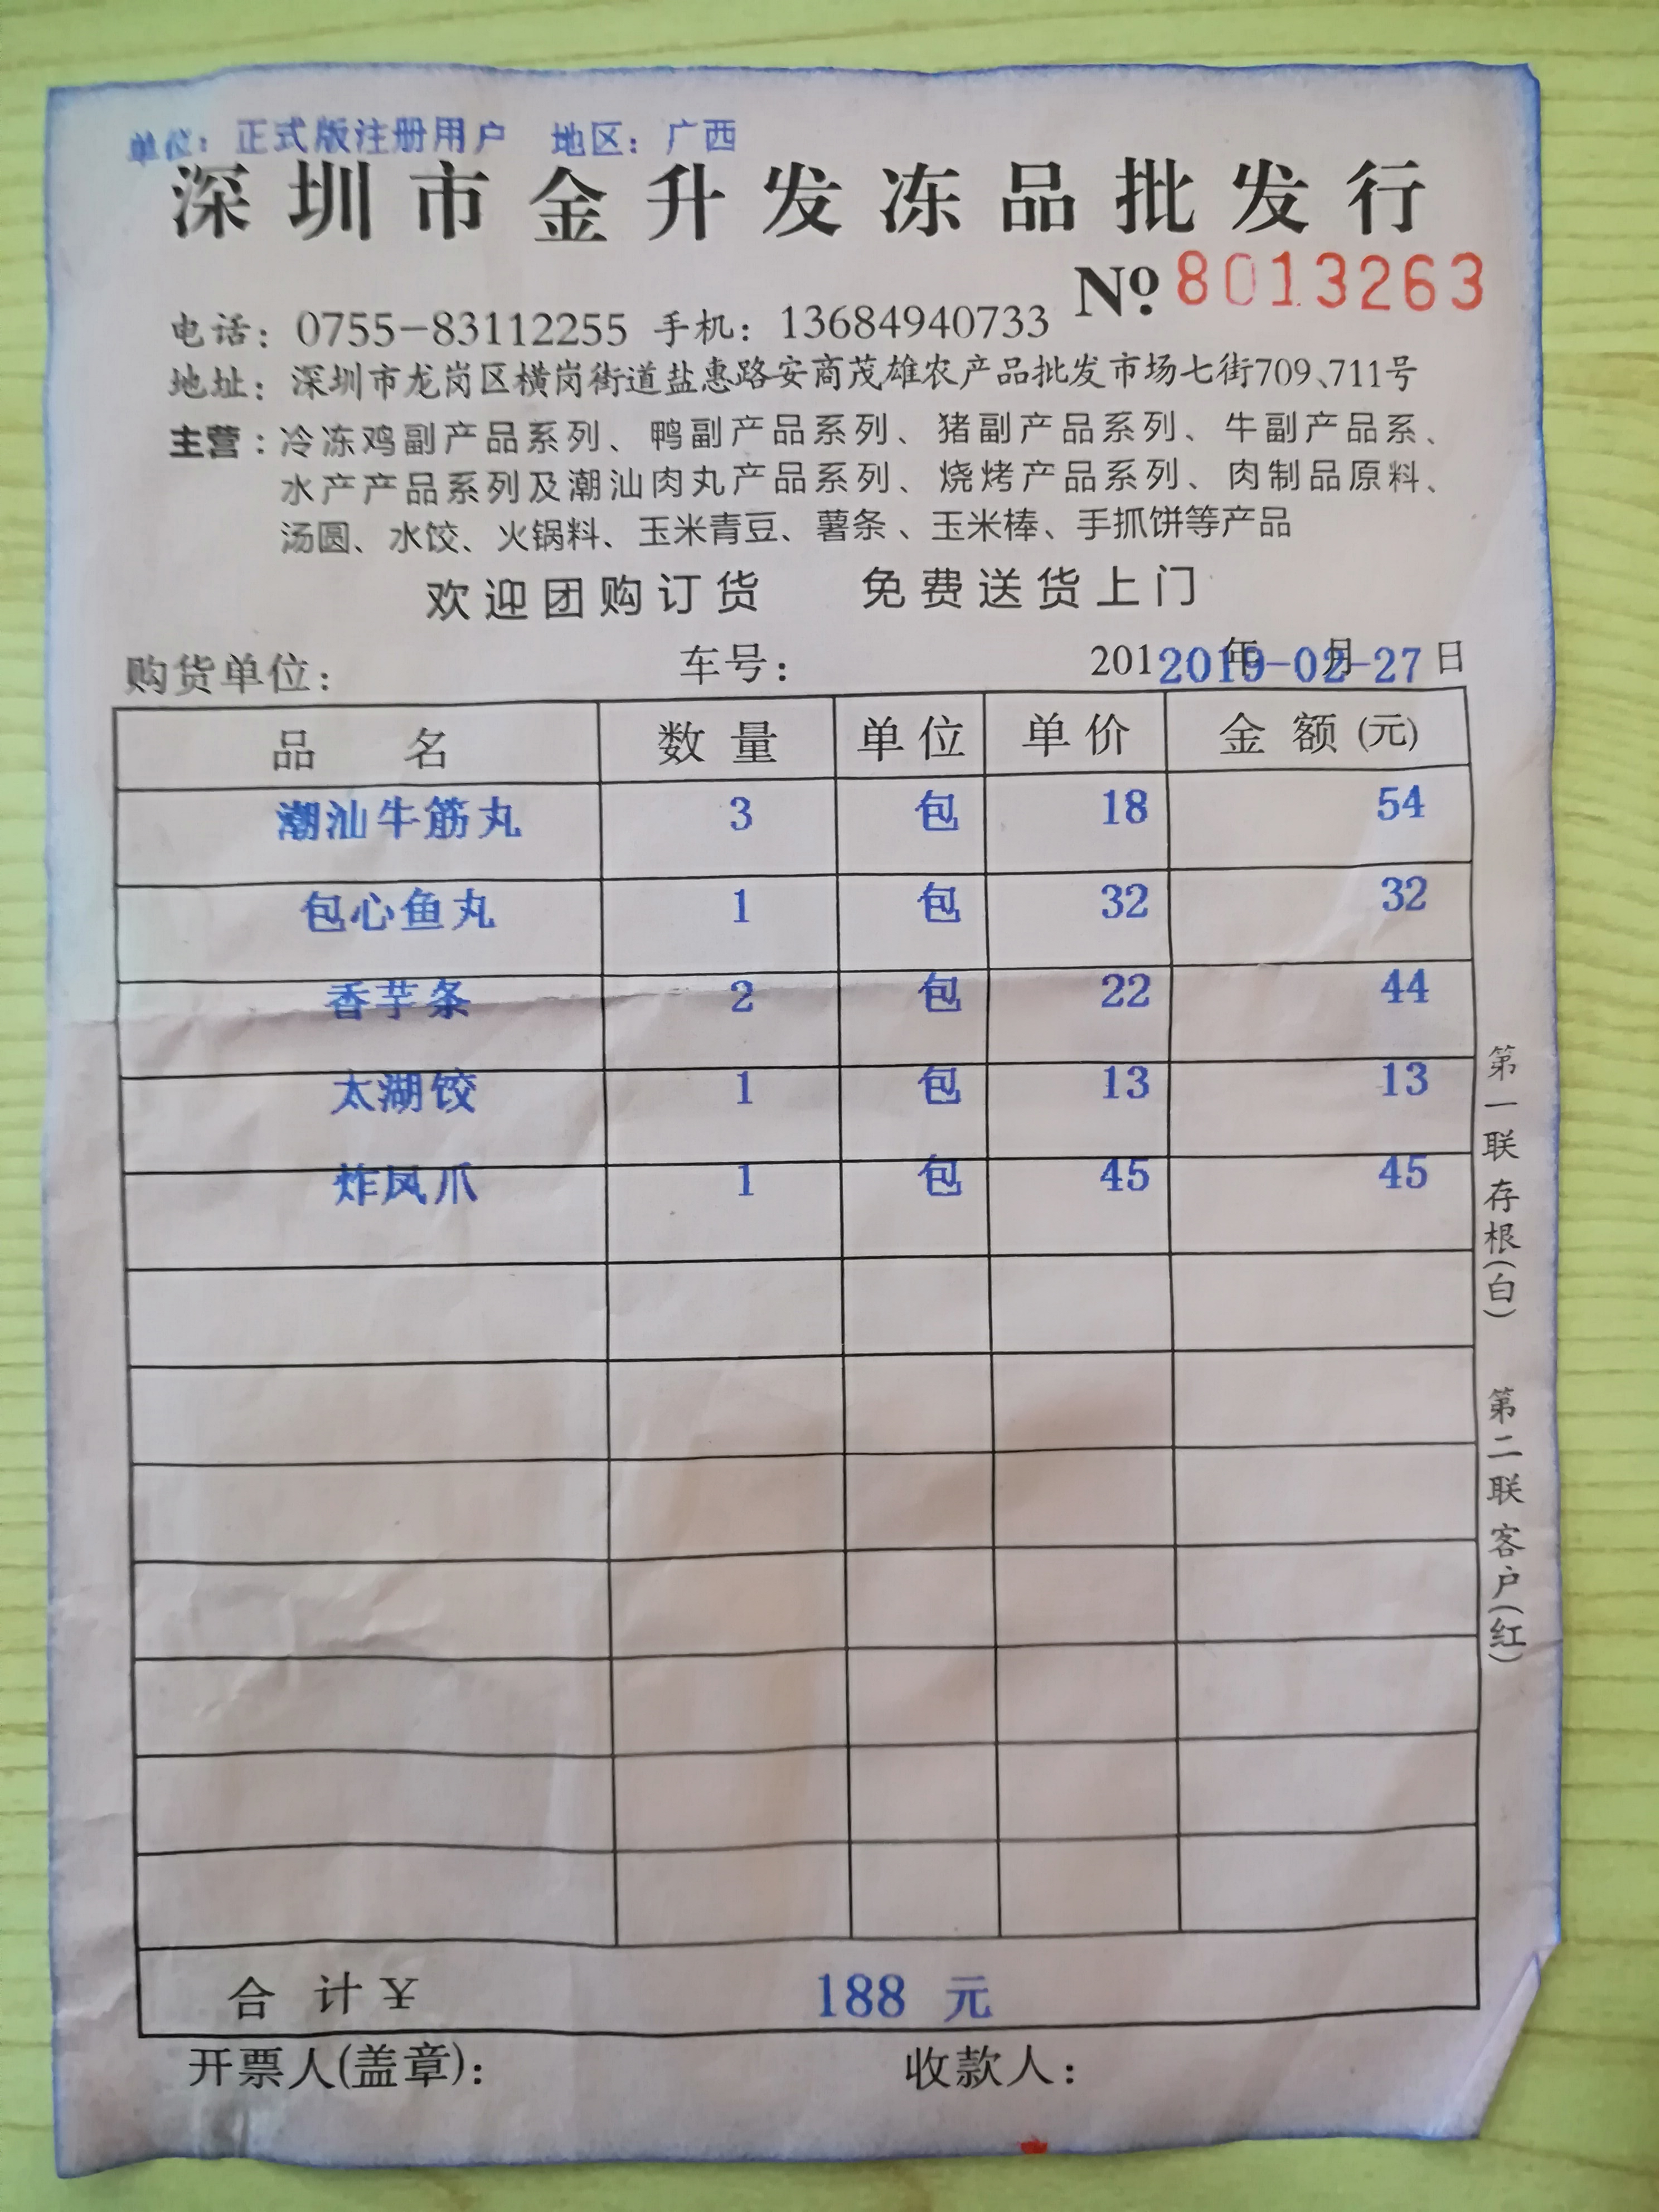 单位：正式版注册用户 地区：广西
深圳市金升发冻品批发行
№ 8013263
电话：0755-83112255 手机：13684940733
地址：深圳市龙岗区横岗街道盐惠路安商茂雄农产品批发市场七街709、711号
主营：冷冻鸡副产品系列、鸭副产品系列、猪副产品系列、牛副产品系、
水产产品系列及潮汕肉丸产品系列、烧烤产品系列、肉制品原料、
汤圆、水饺、火锅料、玉米青豆、薯条、玉米棒、手抓饼等产品
欢迎团购订货 免费送货上门
购货单位： 车号： 201 年 月 日 2019-02-27
品名 数量 单位 单价 金额(元)
潮汕牛筋丸 3 包 18 54
包心鱼丸 1 包 32 32
香芋条 2 包 22 44
太湖饺 1 包 13 13
炸凤爪 1 包 45 45
合计￥ 188 元
开票人(盖章)： 收款人：
第一联存根(白) 第二联客户(红)